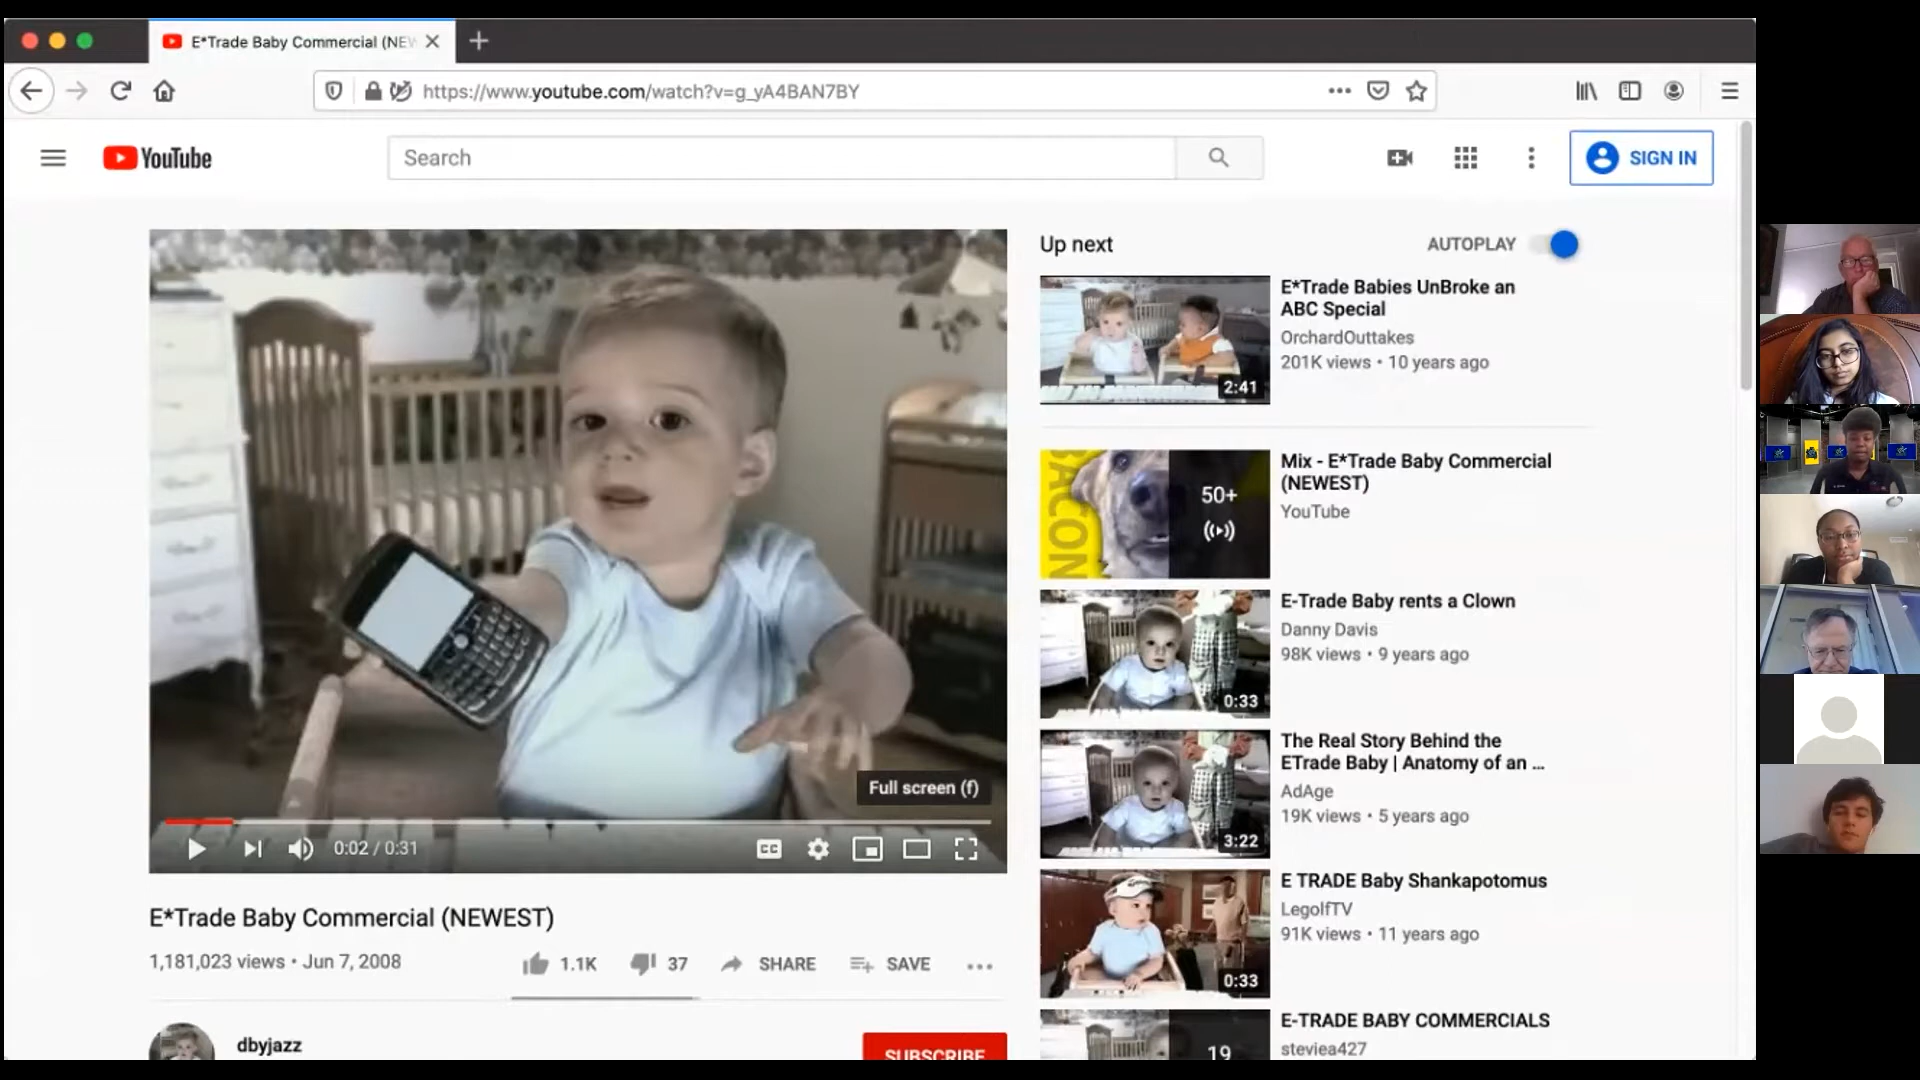 E*Trade Baby Commercial (NEW
https://www.youtube.com/watch?v=g_yA4BAN7BY
YouTube
Search
SIGN IN
Full screen (f)
0:02 / 0:31
CC
E*Trade Baby Commercial (NEWEST)
1,181,023 views • Jun 7, 2008
1.1K
37
SHARE
SAVE
dbyjazz
SUBSCRIBE
Up next
AUTOPLAY
2:41
E*Trade Babies UnBroke an
ABC Special
OrchardOuttakes
201K views • 10 years ago
BACON
50+
Mix - E*Trade Baby Commercial
(NEWEST)
YouTube
0:33
E-Trade Baby rents a Clown
Danny Davis
98K views • 9 years ago
3:22
The Real Story Behind the
ETrade Baby | Anatomy of an ...
AdAge
19K views • 5 years ago
0:33
E TRADE Baby Shankapotomus
LegolfTV
91K views • 11 years ago
19
E-TRADE BABY COMMERCIALS
steviea427